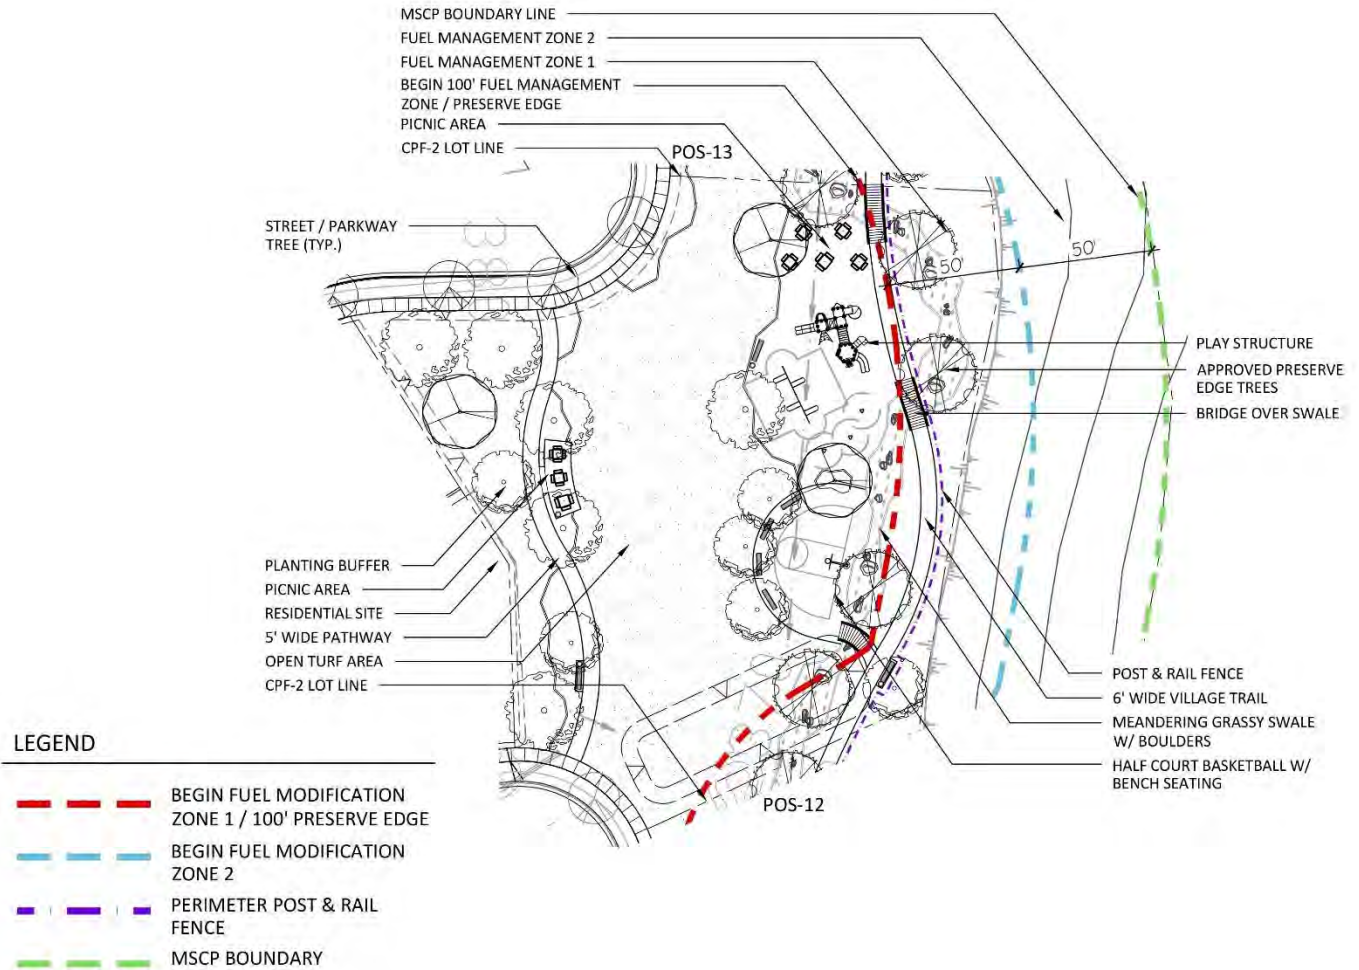 MSCP BOUNDARY LINE
FUEL MANAGEMENT ZONE 2
FUEL MANAGEMENT ZONE 1
BEGIN 100' FUEL MANAGEMENT
ZONE / PRESERVE EDGE
PICNIC AREA
CPF-2 LOT LINE
POS-13
STREET / PARKWAY
TREE (TYP.)
50'
50'
PLAY STRUCTURE
APPROVED PRESERVE
EDGE TREES
BRIDGE OVER SWALE
PLANTING BUFFER
PICNIC AREA
RESIDENTIAL SITE
5' WIDE PATHWAY
OPEN TURF AREA
CPF-2 LOT LINE
POST & RAIL FENCE
6' WIDE VILLAGE TRAIL
MEANDERING GRASSY SWALE
W/ BOULDERS
HALF COURT BASKETBALL W/
BENCH SEATING
POS-12
LEGEND
BEGIN FUEL MODIFICATION
ZONE 1 / 100' PRESERVE EDGE
BEGIN FUEL MODIFICATION
ZONE 2
PERIMETER POST & RAIL
FENCE
MSCP BOUNDARY